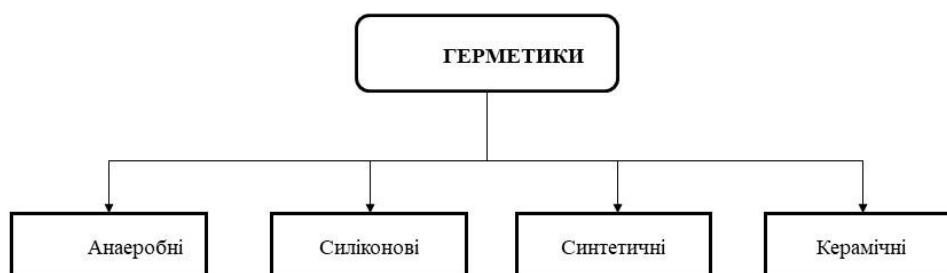 ГЕРМЕТИКИ
Анаеробні
Силіконові
Синтетичні
Керамічні